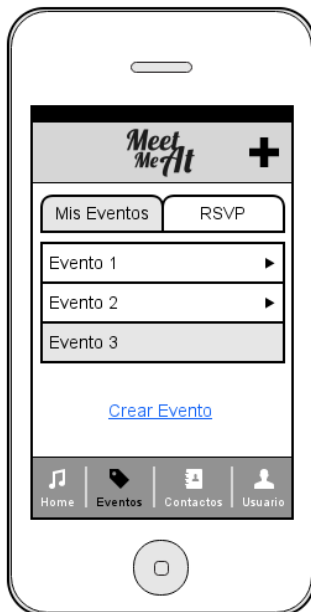 Meet
Me At
Mis Eventos RSVP
Evento 1
Evento 2
Evento 3
Crear Evento
Home Eventos Contactos Usuario